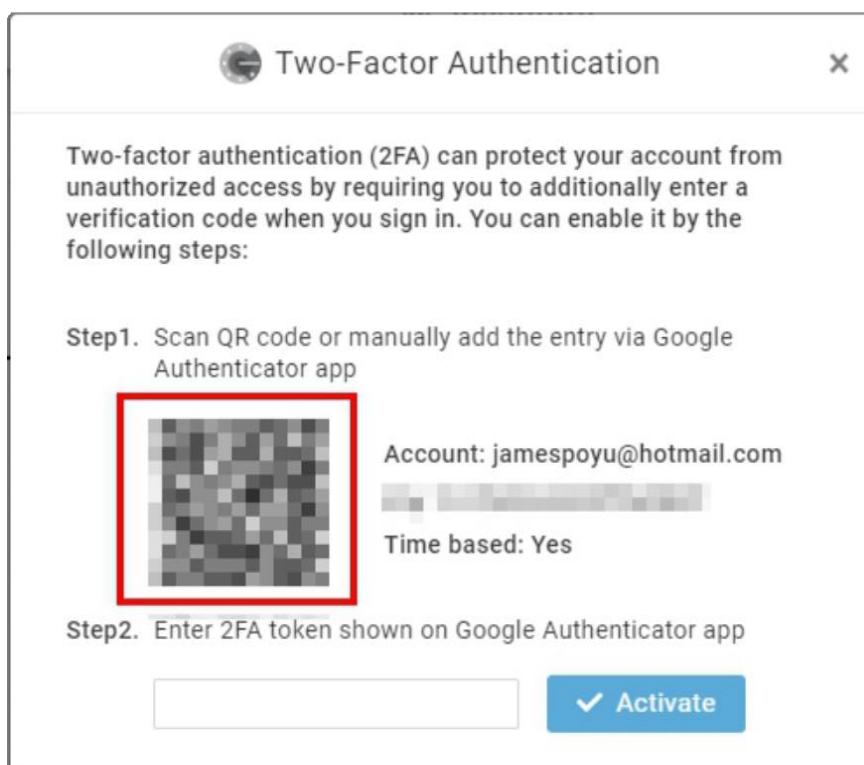 Two-Factor Authentication
Two-factor authentication (2FA) can protect your account from
unauthorized access by requiring you to additionally enter a
verification code when you sign in. You can enable it by the
following steps:
Step1. Scan QR code or manually add the entry via Google
Authenticator app
Account: jamespoyu@hotmail.com
Time based: Yes
Step2. Enter 2FA token shown on Google Authenticator app
Activate